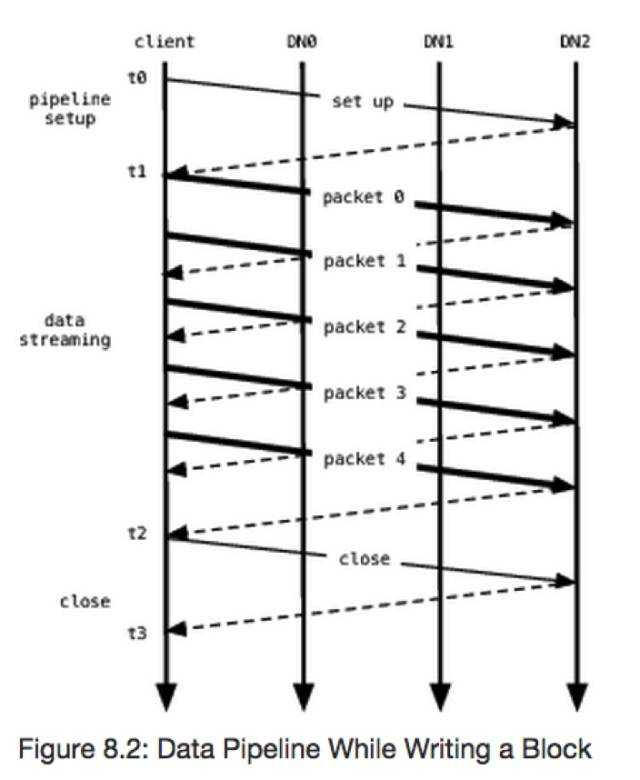 client DN0 DN1 DN2
t0
pipeline
setup
set up
t1
packet 0
packet 1
packet 2
data
streaming
packet 3
packet 4
t2
close
close
t3
Figure 8.2: Data Pipeline While Writing a Block